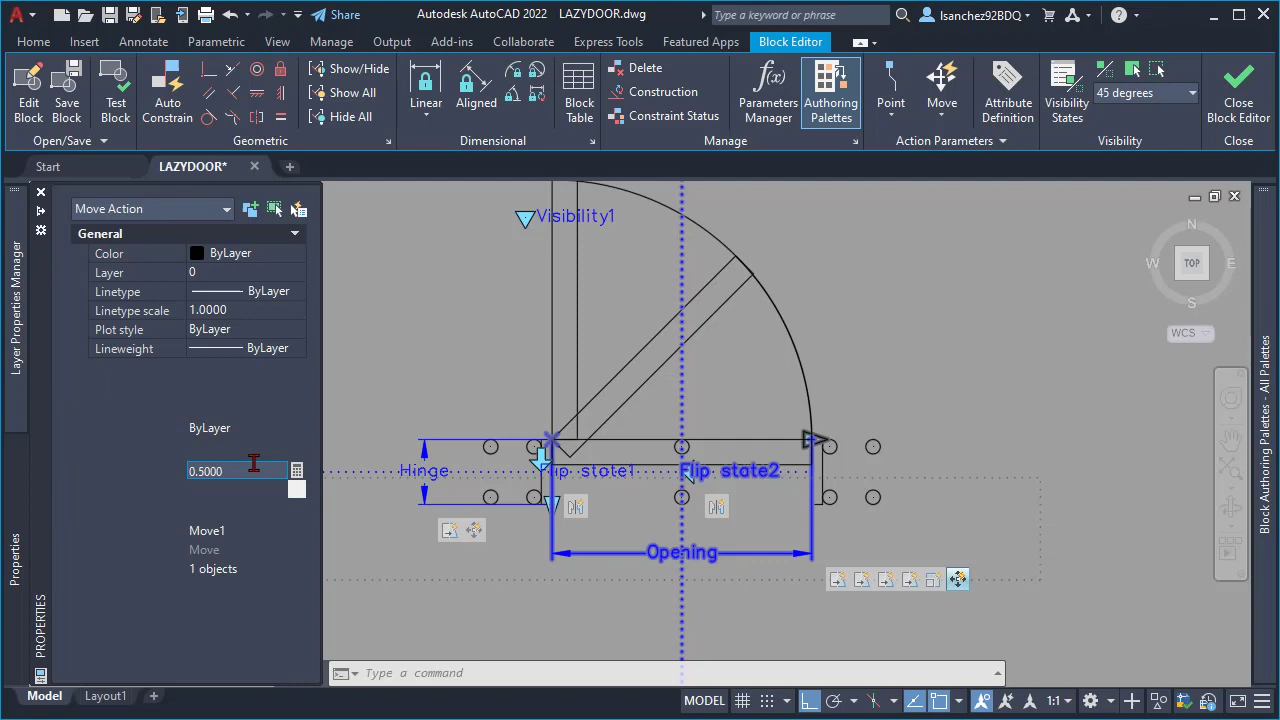 A
Share
Autodesk AutoCAD 2022 LAZYDOOR.dwg
Type a keyword or phrase
lsanchez92BDQ
Home Insert Annotate Parametric View Manage Output Add-ins Collaborate Express Tools Featured Apps Block Editor
Edit Block
Save Block
Test Block
Auto Constrain
Show/Hide
Show All
Hide All
Linear
Aligned
Block Table
Delete
Construction
Constraint Status
f(x)
Parameters Manager
Authoring Palettes
Point
Move
Attribute Definition
Visibility States
45 degrees
Close Block Editor
Open/Save Geometric Dimensional Manage Action Parameters Visibility Close
Start LAZYDOOR*
Layer Properties Manager
Properties
PROPERTIES
Move Action
General
Color ByLayer
Layer 0
Linetype ByLayer
Linetype scale 1.0000
Plot style ByLayer
Lineweight ByLayer
ByLayer
0.5000
Move1
Move
1 objects
Visibility1
Hinge
Flip state1
Flip state2
Opening
N
W TOP E
S
WCS
All Palettes
Block Authoring Palettes - All Palettes
Type a command
Model Layout1
MODEL
1:1